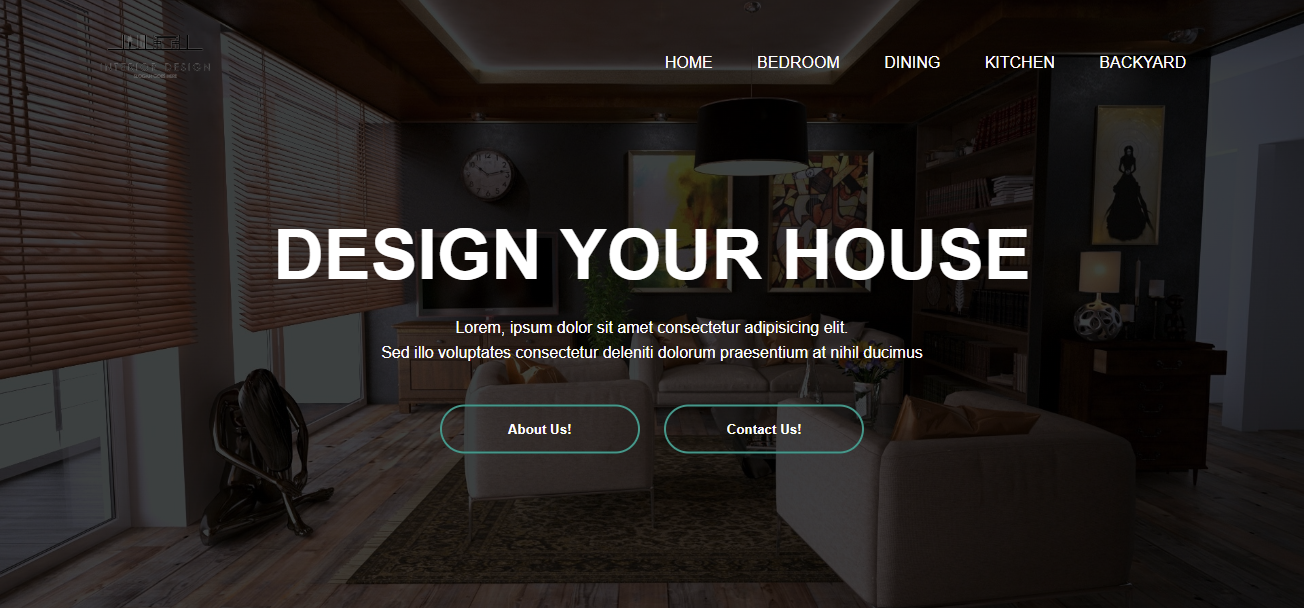 INTERIOR DESIGN
HOME BEDROOM DINING KITCHEN BACKYARD
DESIGN YOUR HOUSE
Lorem, ipsum dolor sit amet consectetur adipisicing elit.
Sed illo voluptates consectetur deleniti dolorum praesentium at nihil ducimus
About Us! Contact Us!